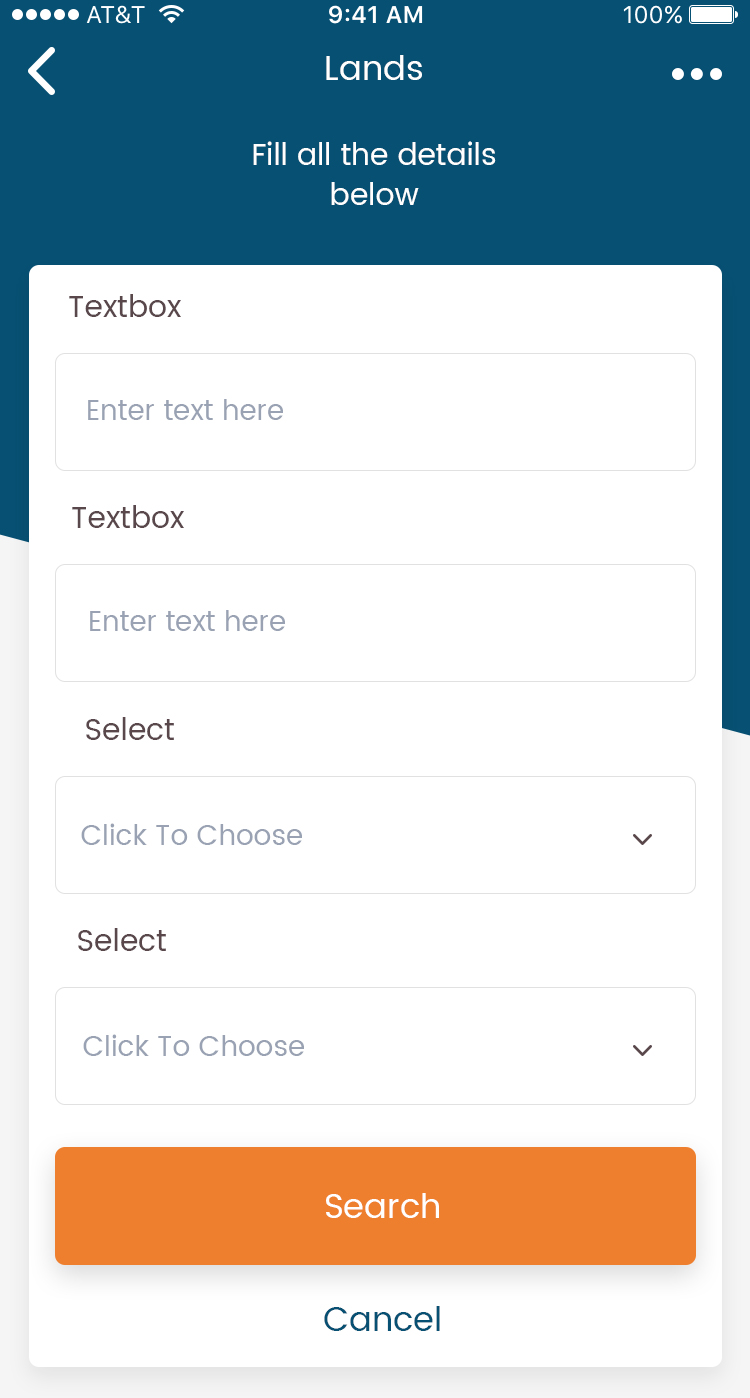 AT&T 9:41 AM 100%
Lands
Fill all the details
below
Textbox
Enter text here
Textbox
Enter text here
Select
Click To Choose
Select
Click To Choose
Search
Cancel